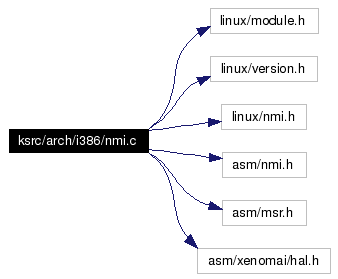 linux/module.h
linux/version.h
linux/nmi.h
ksrc/arch/i386/nmi.c
asm/nmi.h
asm/msr.h
asm/xenomai/hal.h